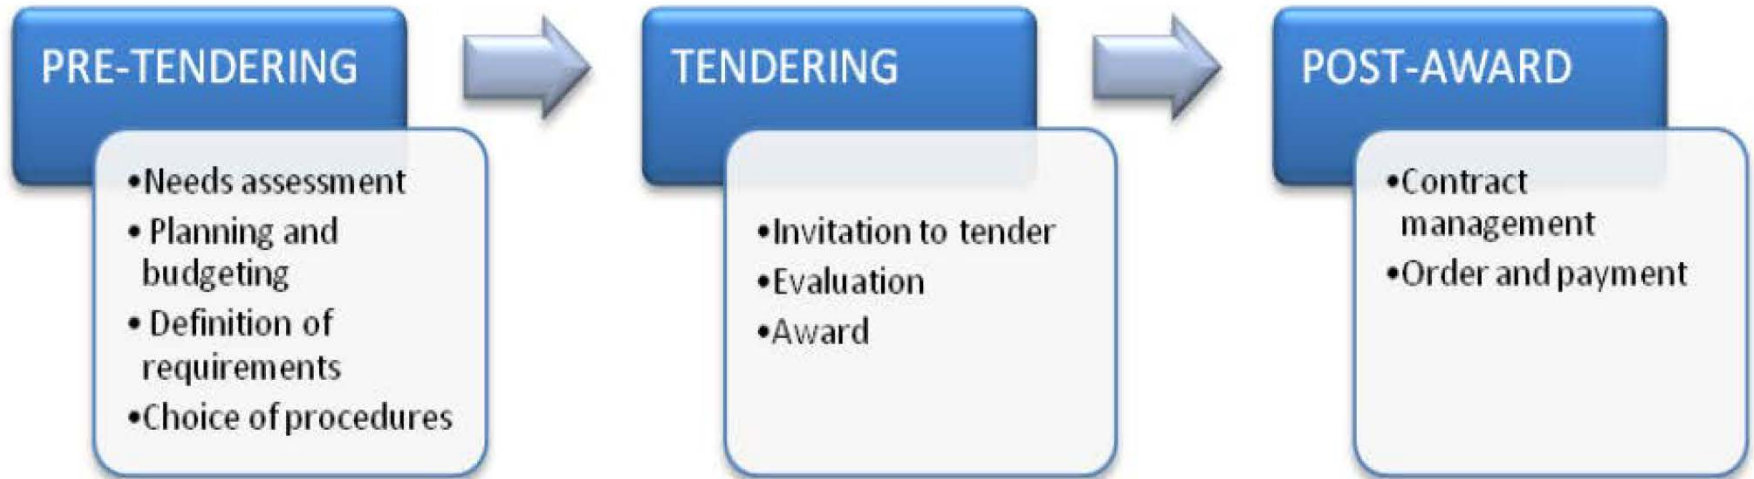 PRE-TENDERING
•Needs assessment
• Planning and
budgeting
• Definition of
requirements
•Choice of procedures
TENDERING
•Invitation to tender
•Evaluation
•Award
POST-AWARD
•Contract
management
•Order and payment